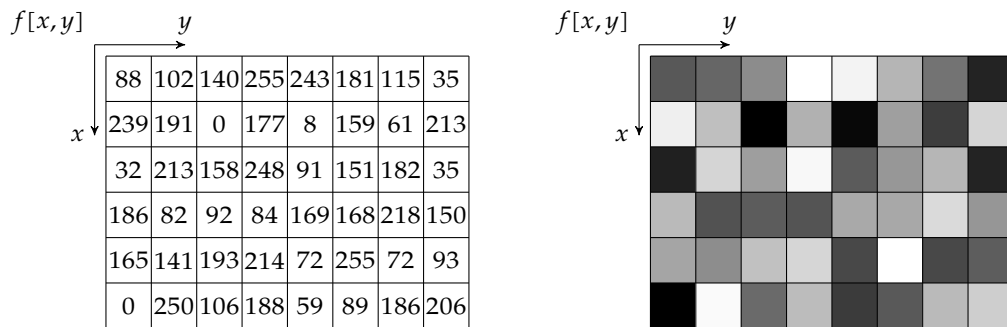 f[x, y] y
x
88 102 140 255 243 181 115 35
239 191 0 177 8 159 61 213
32 213 158 248 91 151 182 35
186 82 92 84 169 168 218 150
165 141 193 214 72 255 72 93
0 250 106 188 59 89 186 206
f[x, y] y
x